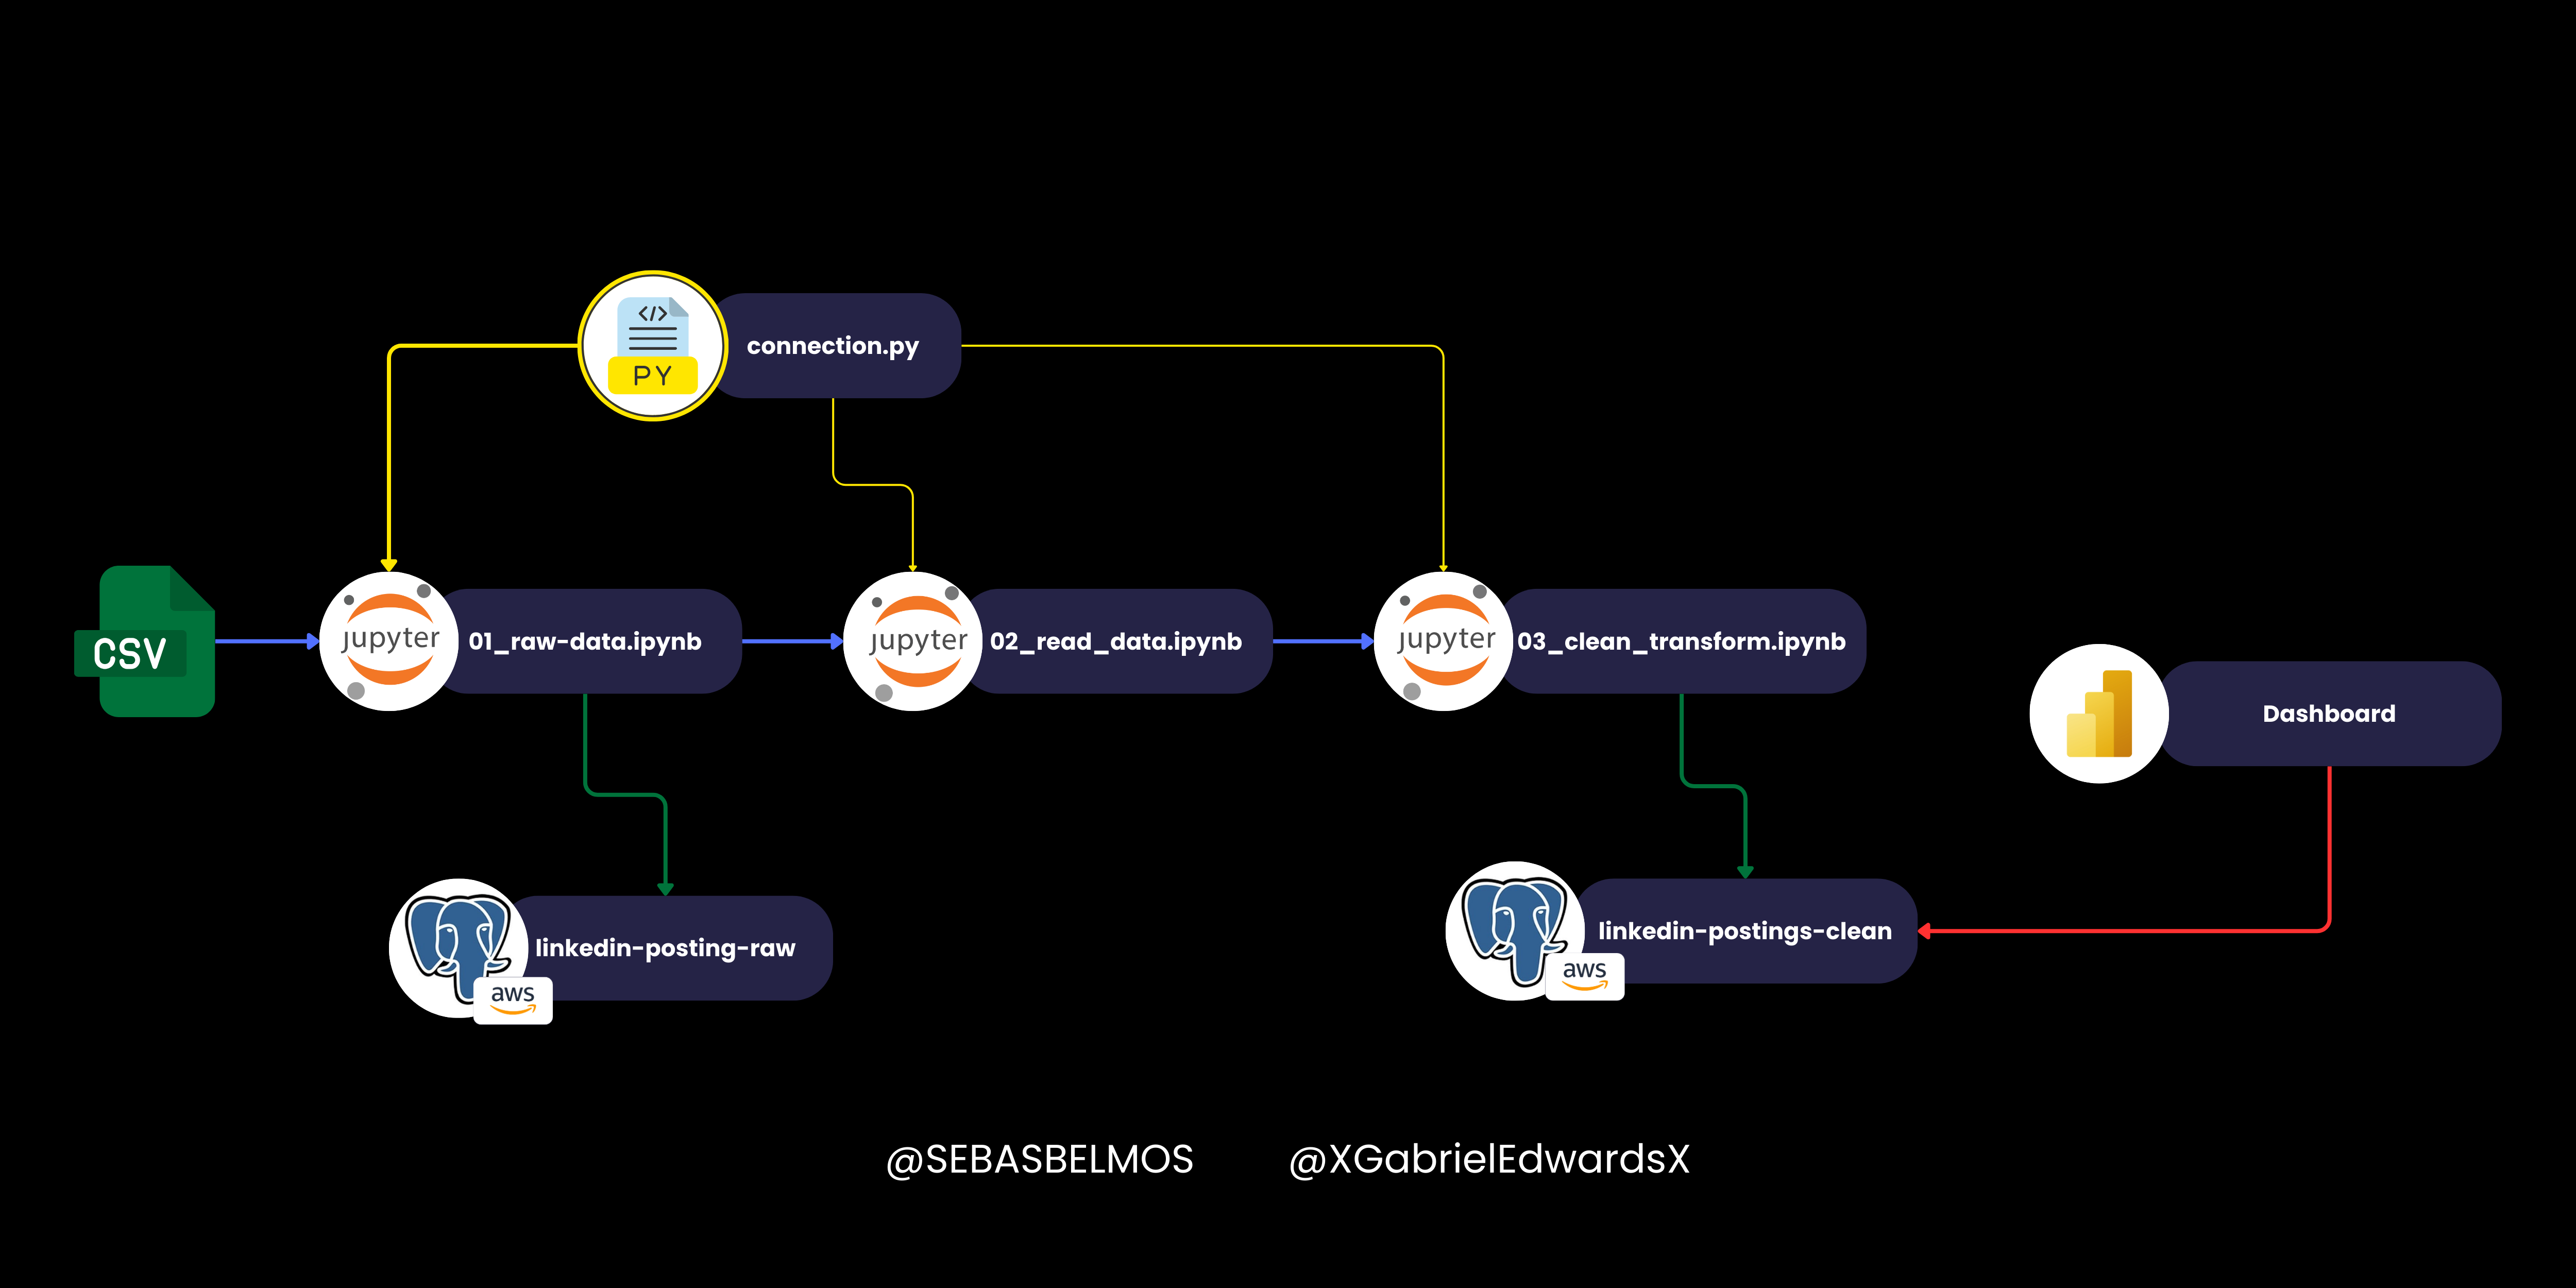 </>
PY
connection.py
CSV
jupyter
01_raw-data.ipynb
jupyter
02_read_data.ipynb
jupyter
03_clean_transform.ipynb
Dashboard
linkedin-posting-raw
aws
linkedin-postings-clean
aws
@SEBASBELMOS
@XGabrielEdwardsX